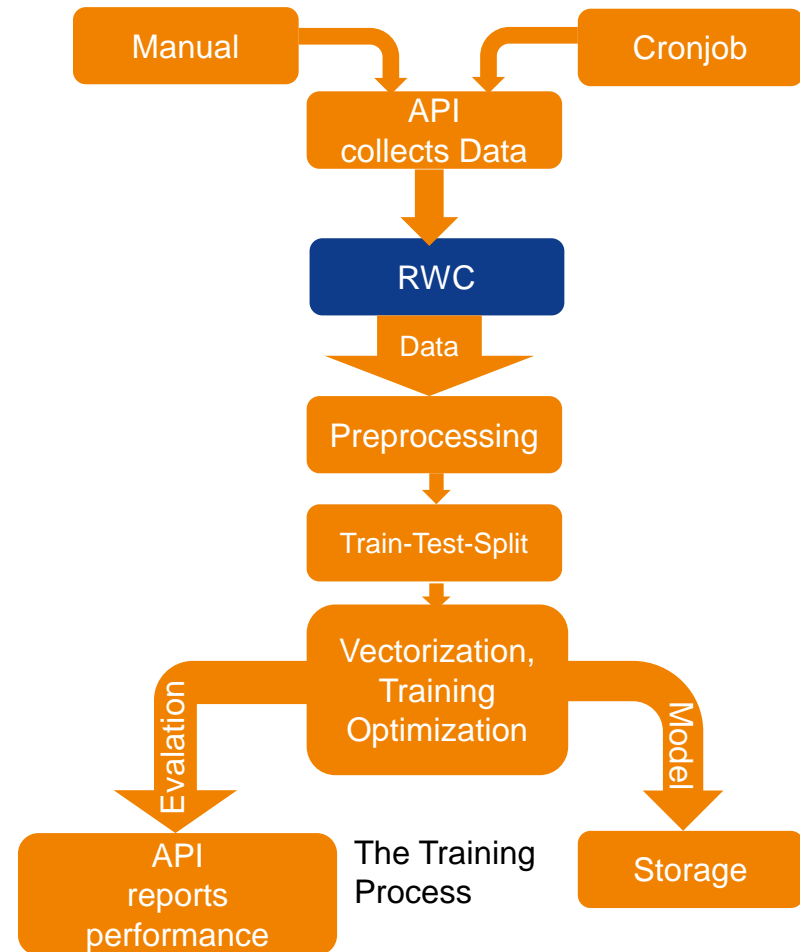 Manual
Cronjob
API
collects Data
RWC
Data
Preprocessing
Train-Test-Split
Vectorization,
Training
Optimization
Evalation
Model
API
reports
performance
The Training
Process
Storage